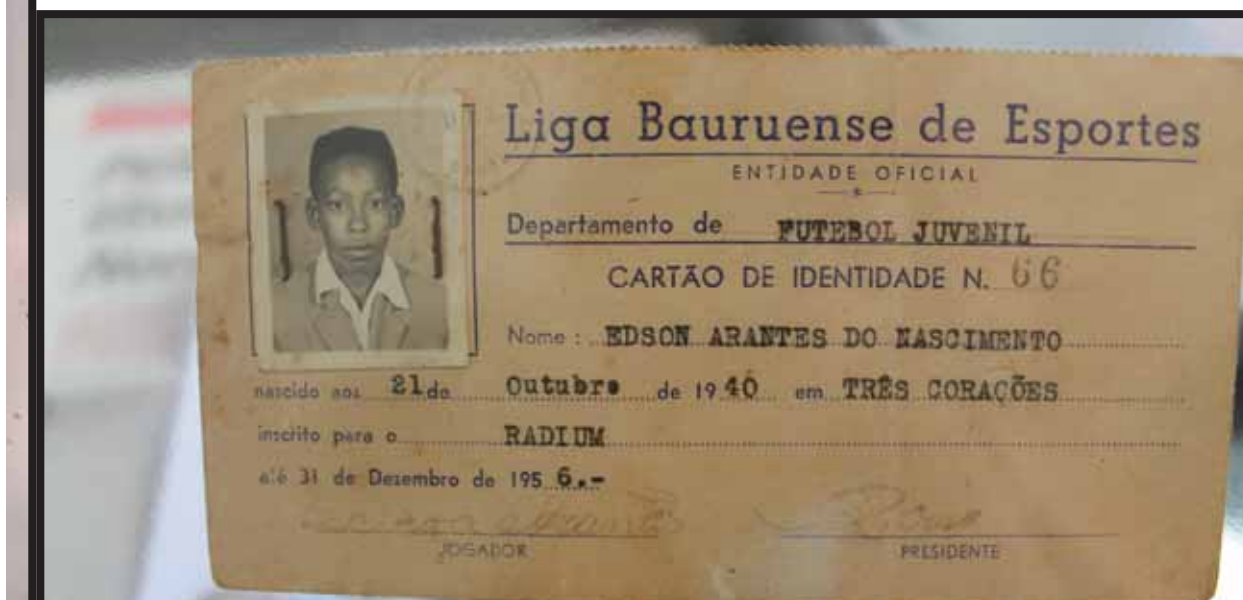 Liga Bauruense de Esportes
ENTIDADE OFICIAL
Departamento de FUTEBOL JUVENIL
CARTÃO DE IDENTIDADE N. 66
Nome: EDSON ARANTES DO NASCIMENTO
nascido aos 21 de Outubro de 1940 em TRÊS CORAÇÕES
inscrito para o RADIUM
até 31 de Desembro de 1956.-
JOGADOR PRESIDENTE